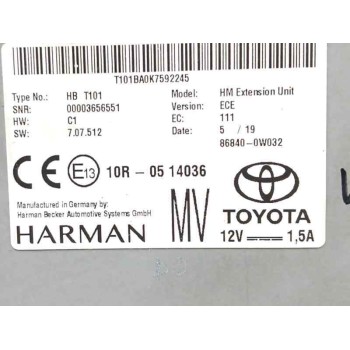 T101BA0K7592245
Type No: HB T101 Model: HM Extension Unit
SNR: 00003656551 Version: ECE
HW: C1 EC: 111
SW: 7.07.512 Date: 5 / 19
86840-0W032
CE E13 10R - 05 14036
Manufactured in Germany by:
Harman Becker Automotive Systems GmbH
HARMAN MV TOYOTA
12V 1,5A